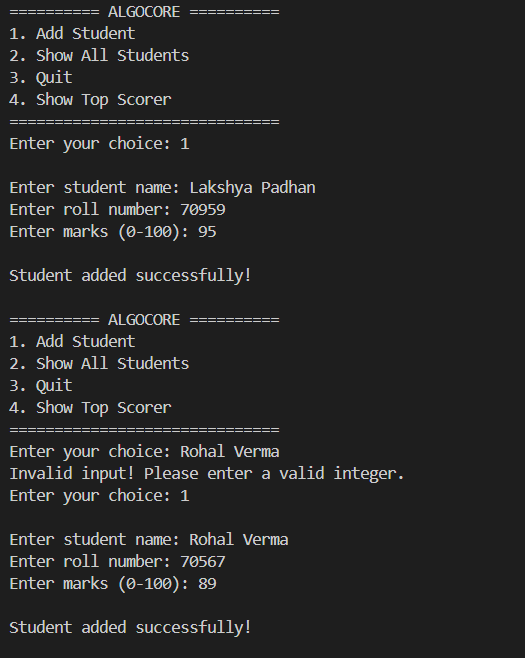 ========== ALGOCORE ==========
1. Add Student
2. Show All Students
3. Quit
4. Show Top Scorer
==============================
Enter your choice: 1
Enter student name: Lakshya Padhan
Enter roll number: 70959
Enter marks (0-100): 95
Student added successfully!
========== ALGOCORE ==========
1. Add Student
2. Show All Students
3. Quit
4. Show Top Scorer
==============================
Enter your choice: Rohal Verma
Invalid input! Please enter a valid integer.
Enter your choice: 1
Enter student name: Rohal Verma
Enter roll number: 70567
Enter marks (0-100): 89
Student added successfully!